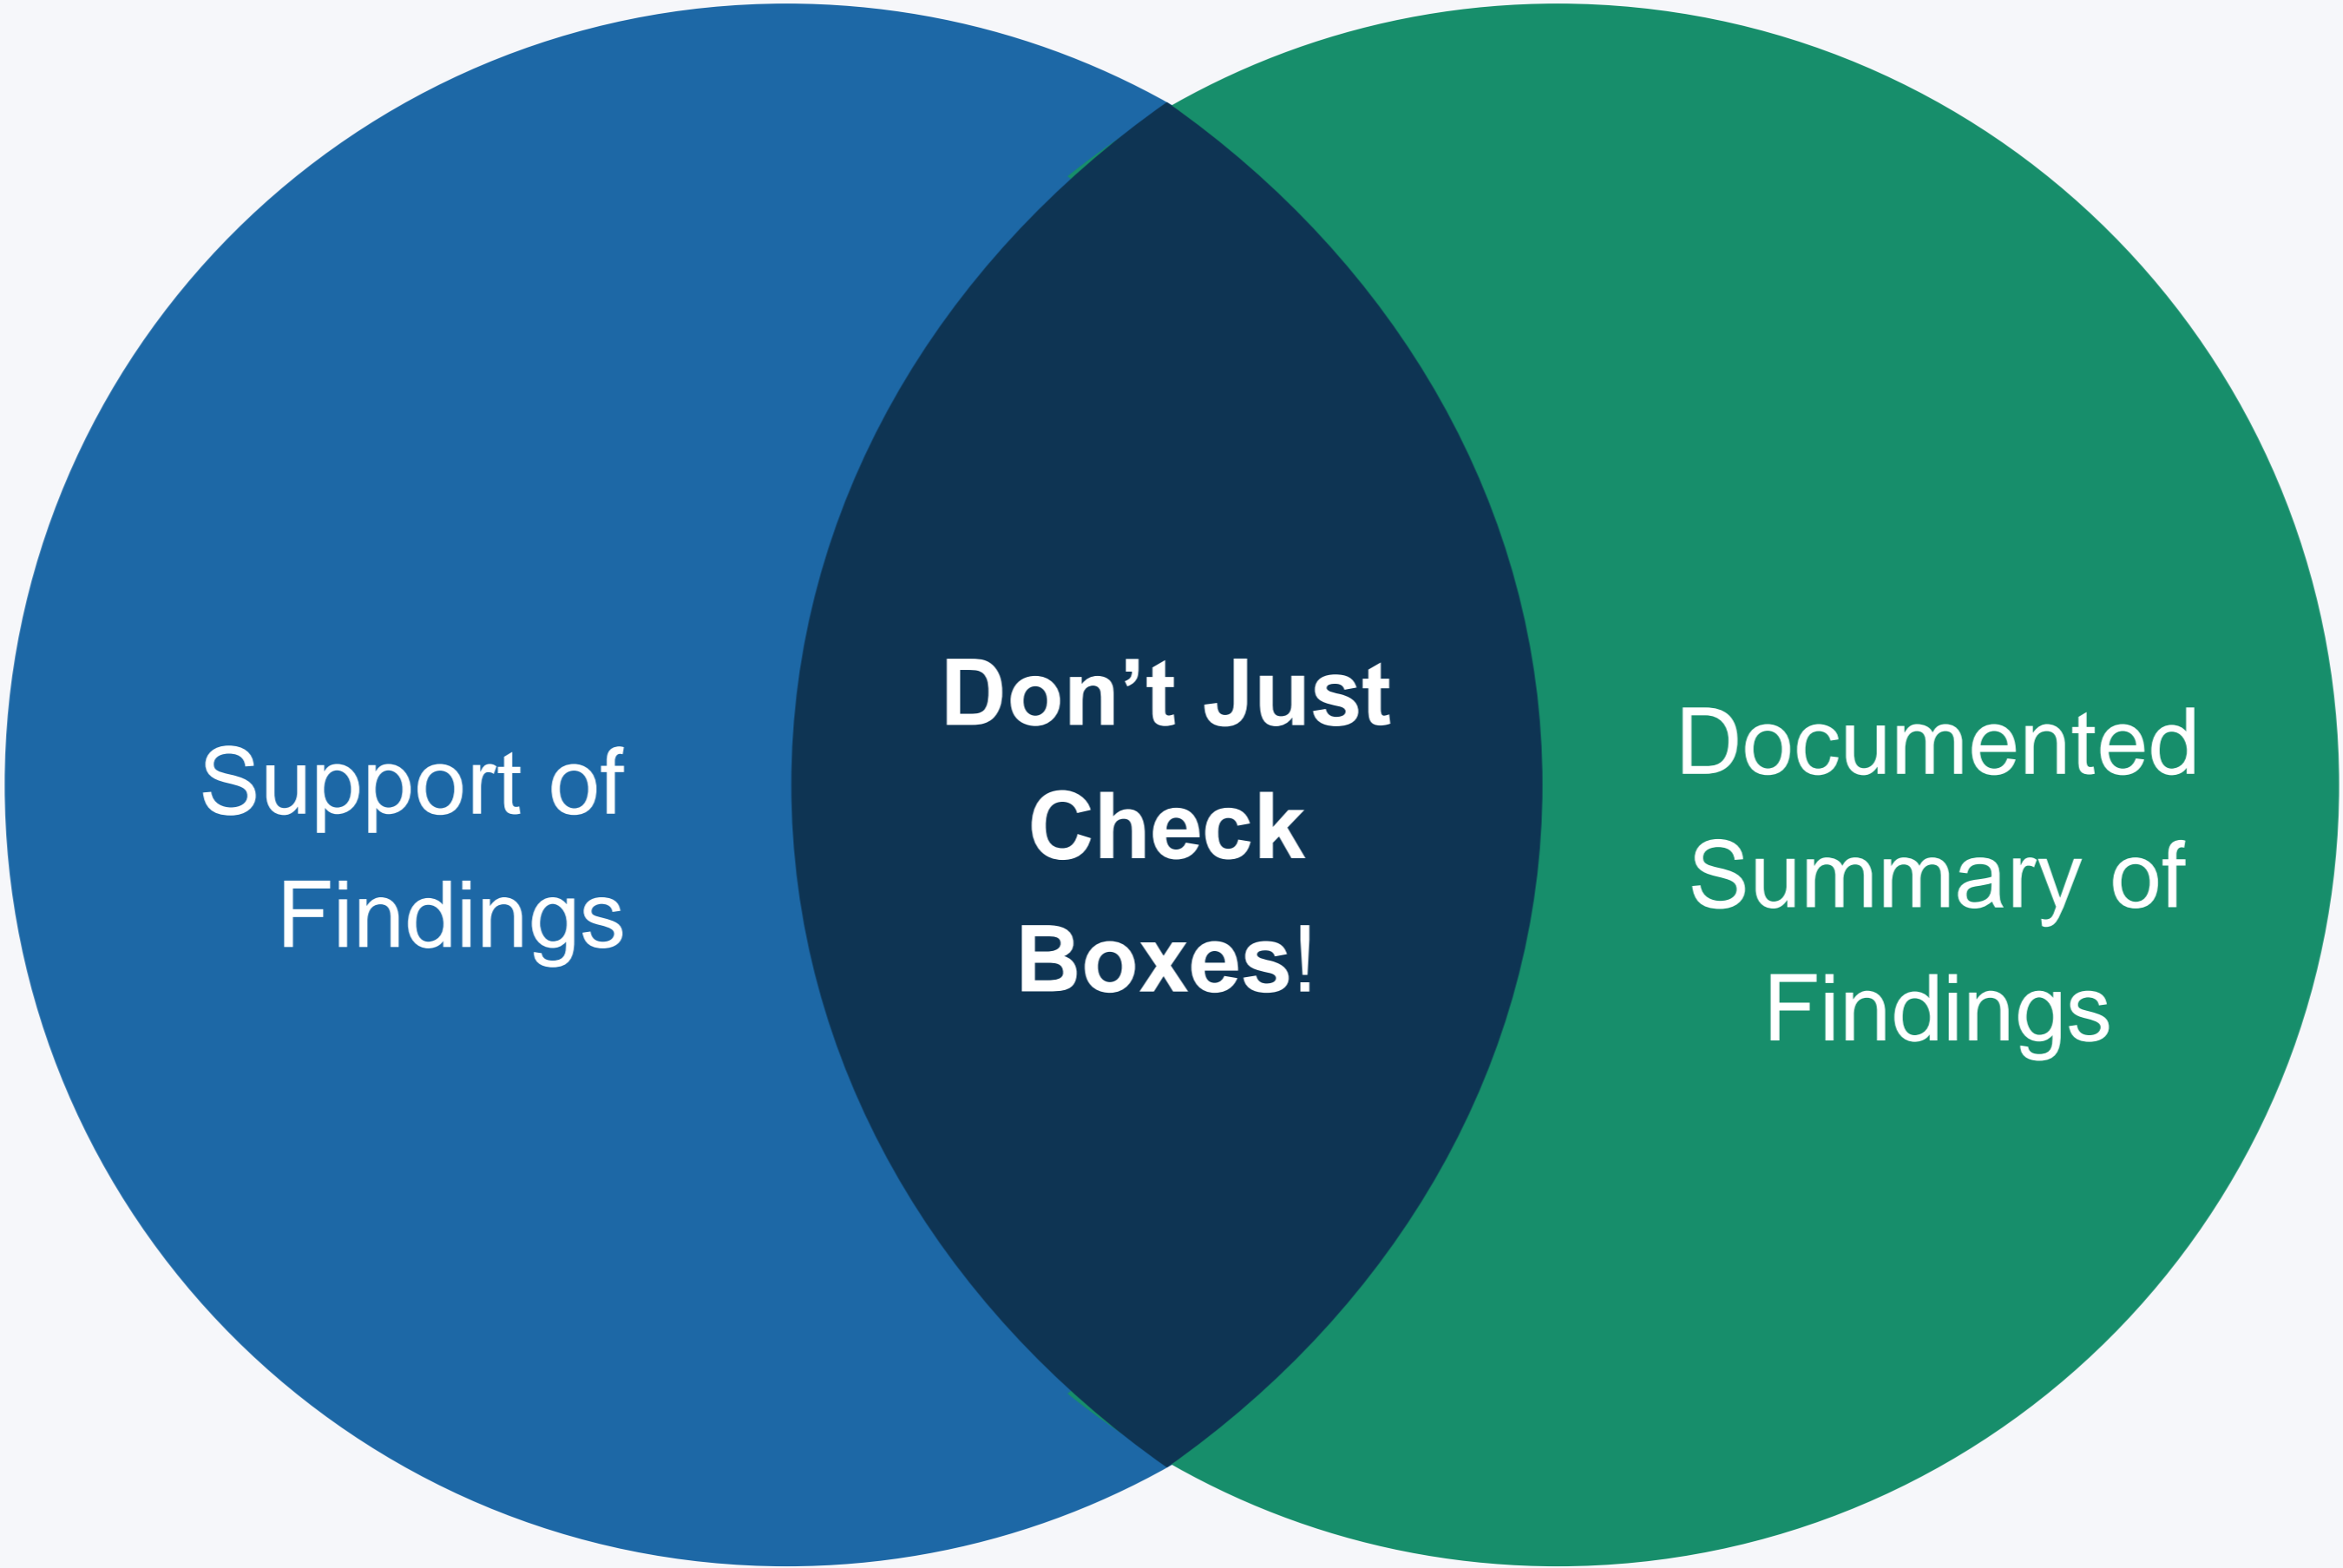 Support of
Findings
Don’t Just
Check
Boxes!
Documented
Summary of
Findings